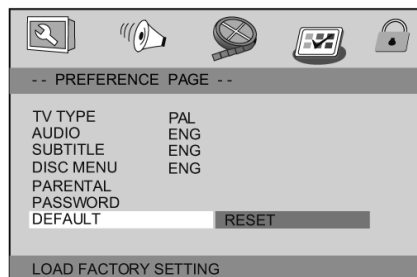 -- PREFERENCE PAGE --
TV TYPE PAL
AUDIO ENG
SUBTITLE ENG
DISC MENU ENG
PARENTAL
PASSWORD
DEFAULT RESET
LOAD FACTORY SETTING